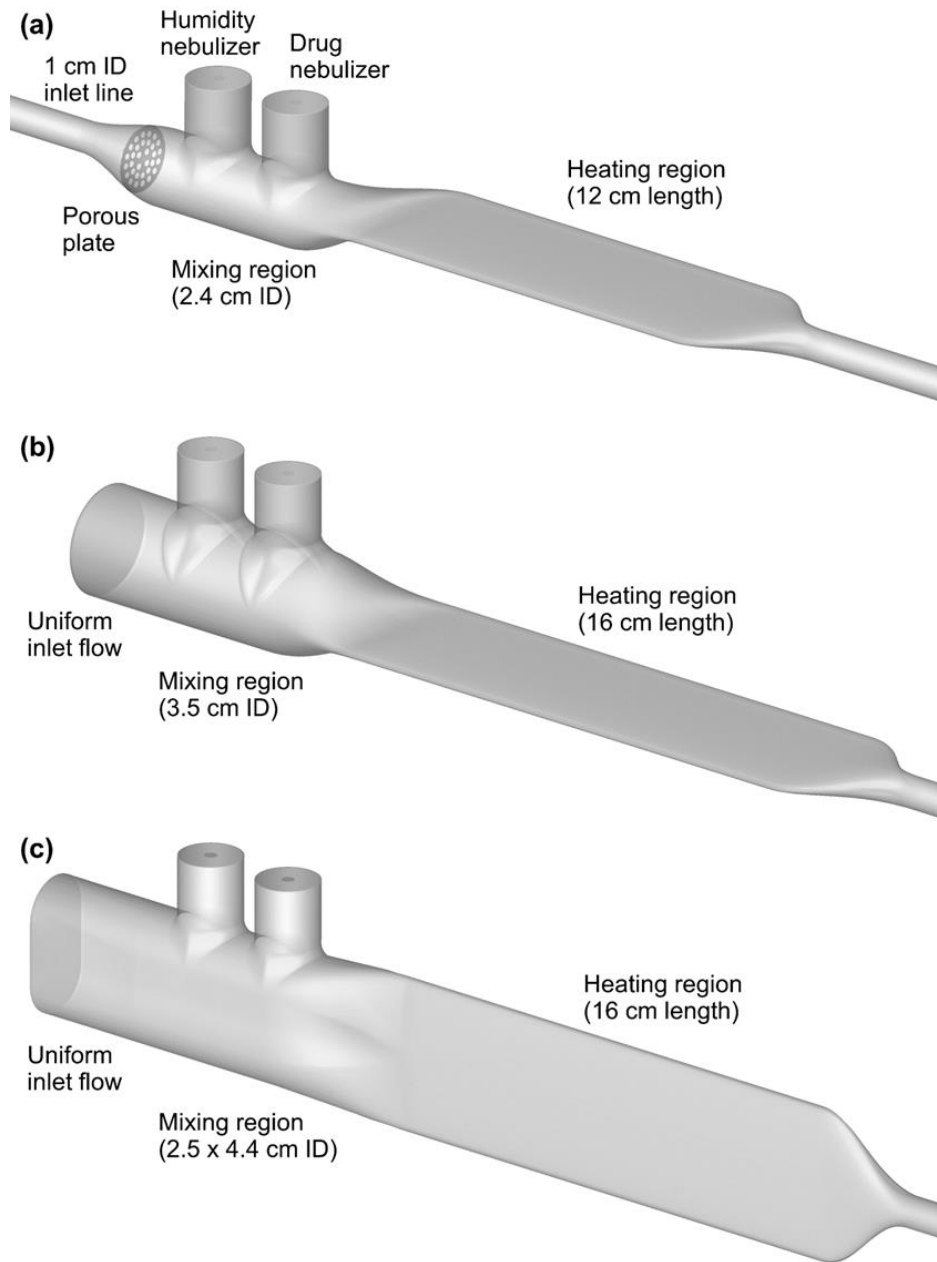 (a)
Humidity
nebulizer
Drug
nebulizer
1 cm ID
inlet line
Heating region
(12 cm length)
Porous
plate
Mixing region
(2.4 cm ID)
(b)
Heating region
(16 cm length)
Uniform
inlet flow
Mixing region
(3.5 cm ID)
(c)
Heating region
(16 cm length)
Uniform
inlet flow
Mixing region
(2.5 x 4.4 cm ID)